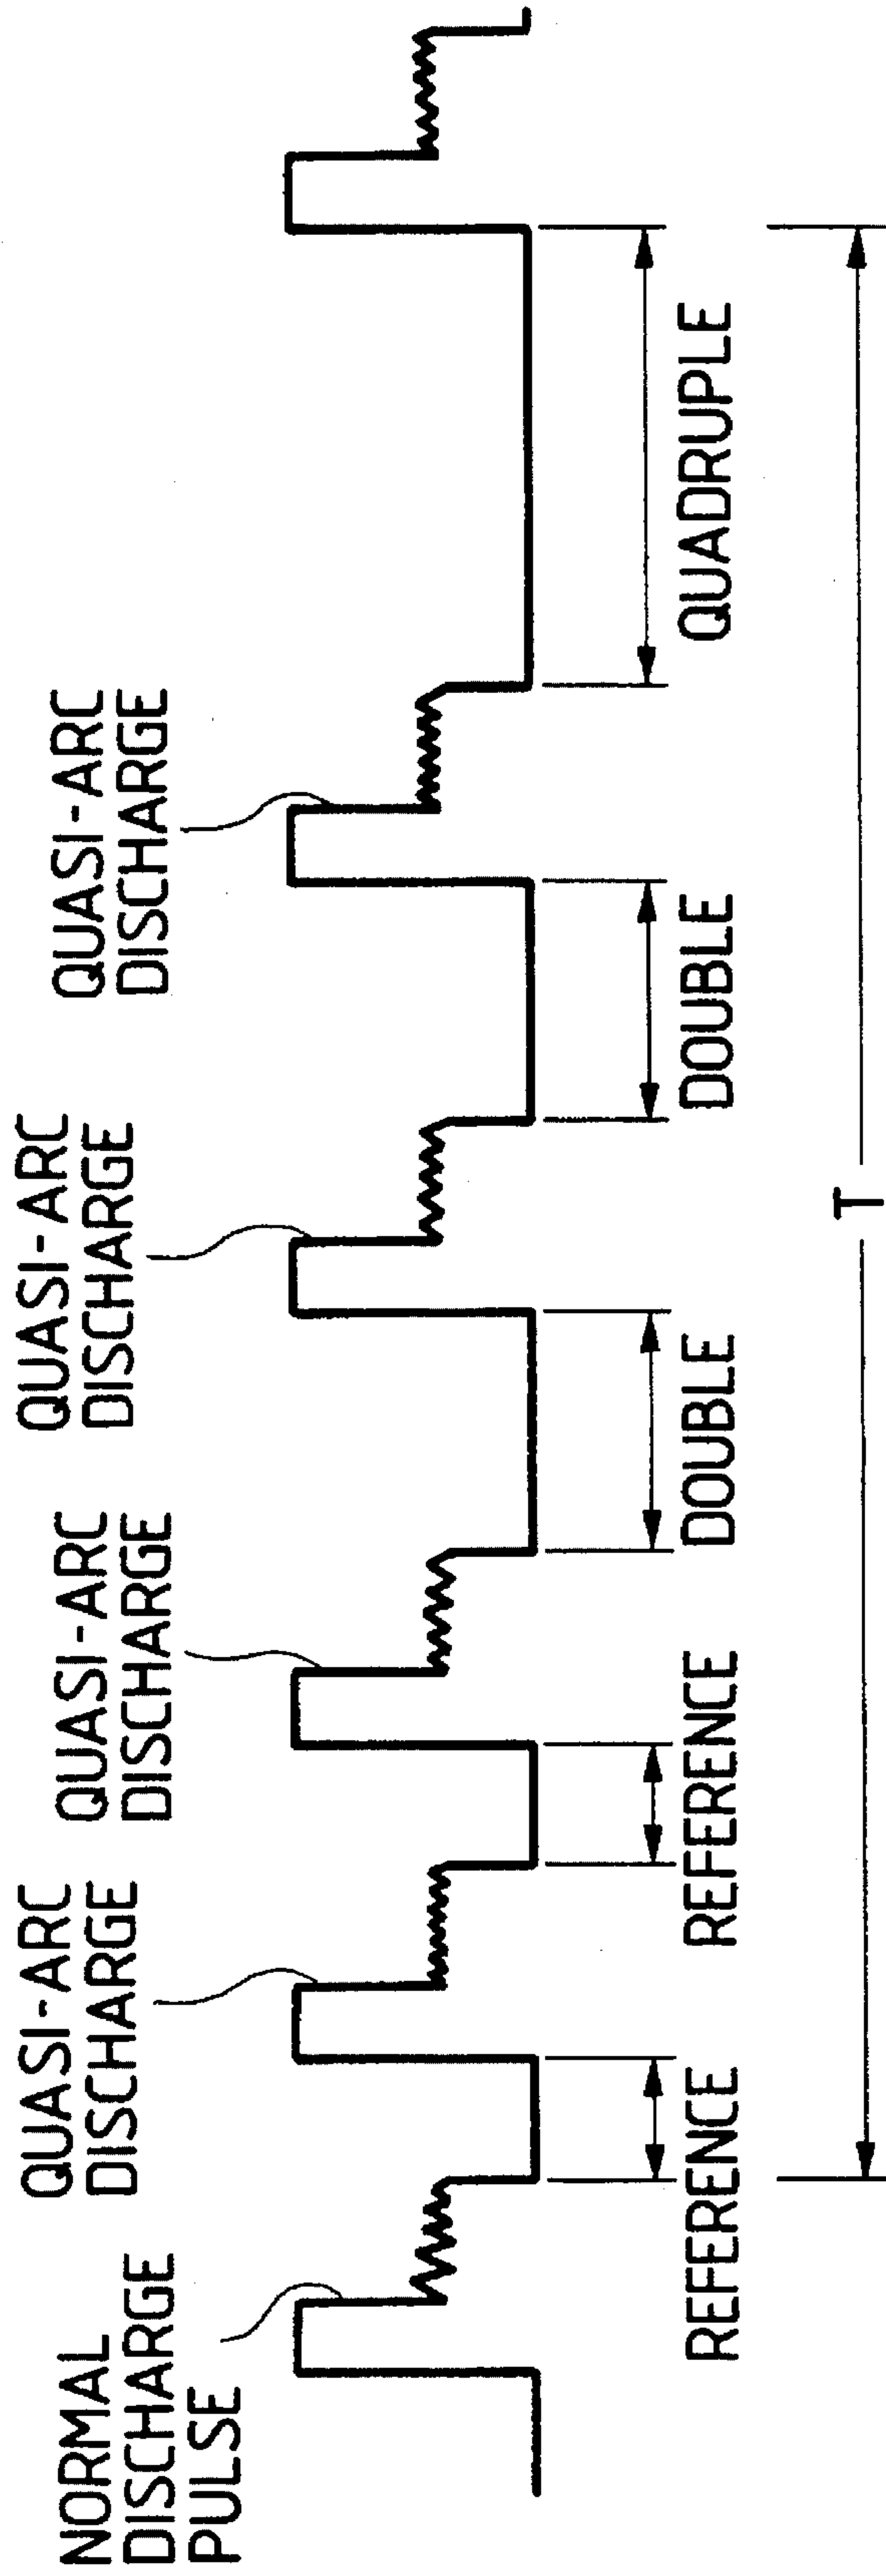 NORMAL
DISCHARGE
PULSE
QUASI-ARC
DISCHARGE
QUASI-ARC
DISCHARGE
QUASI-ARC
DISCHARGE
QUASI-ARC
DISCHARGE
REFERENCE
REFERENCE
DOUBLE
DOUBLE
QUADRUPLE
T